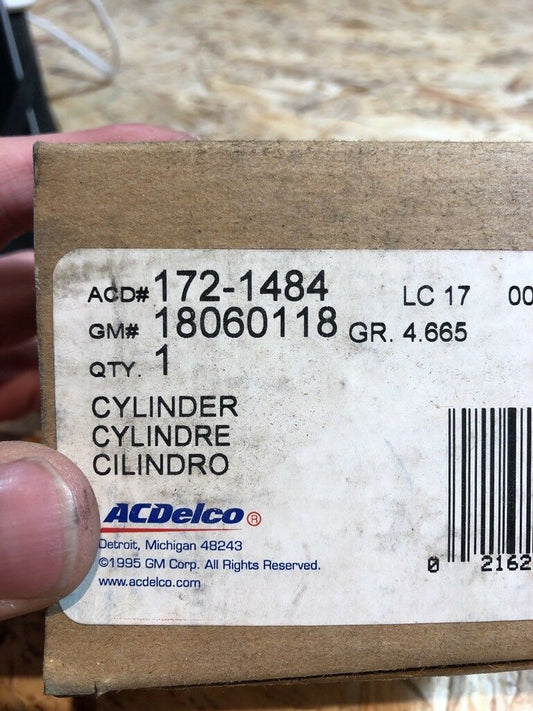 ACD# 172-1484 LC 17 00
GM# 18060118 GR. 4.665
QTY. 1
CYLINDER
CYLINDRE
CILINDRO
ACDelco®
Detroit, Michigan 48243
©1995 GM Corp. All Rights Reserved.
www.acdelco.com
0 2162